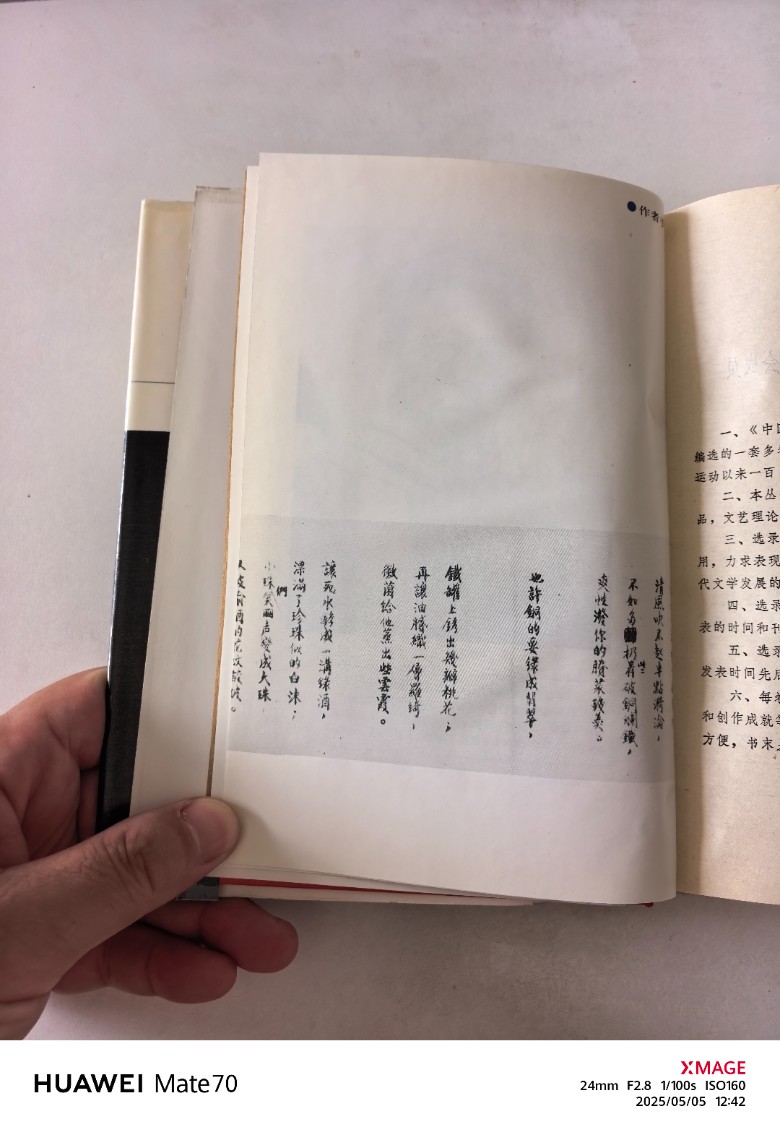 ●作者
清風吹不起半點漪淪，
不如多扔些破銅爛鐵，
爽性潑你的賸菜殘羹。
也許銅的要綠成翡翠，
鐵罐上銹出幾瓣桃花；
再讓油膩織一層羅綺，
黴菌給他蒸出些雲霞。
讓死水酵成一溝綠酒，
漂滿了珍珠似的白沫；
小珠們笑声變成大珠
偷酒的花蚊咬破。
一、《中
编选的一套多
运动以来一百
二、本丛
品，文艺理论
三、选录
用，力求表现
代文学发展的
四、选录
表的时间和刊
五、选录
发表时间先后
六、每
和创作成就
方便，书末